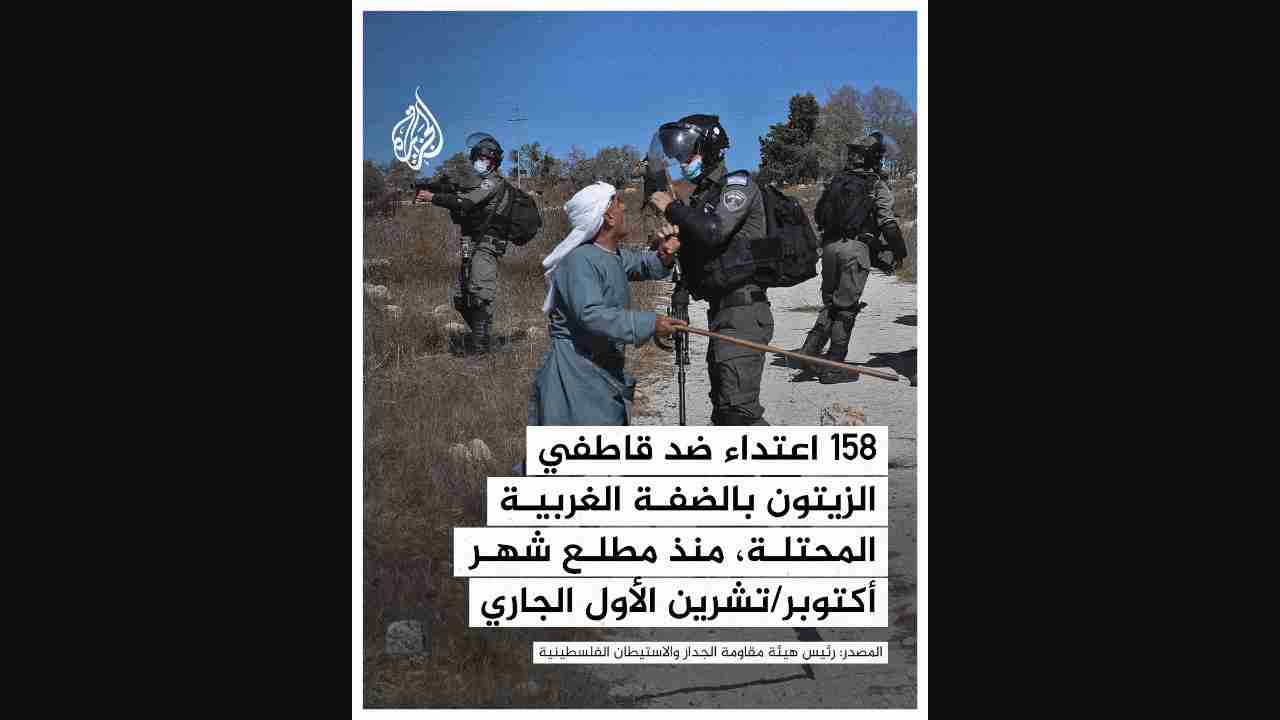 الجزيرة
158 اعتداء ضد قاطفي
الزيتون بالضفة الغربية
المحتلة، منذ مطلع شهر
أكتوبر/تشرين الأول الجاري
المصدر: رئيس هيئة مقاومة الجدار والاستيطان الفلسطينية